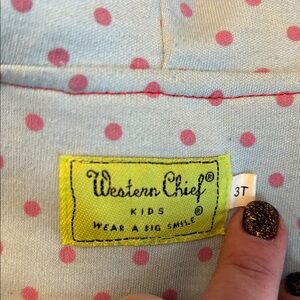 Western Chief®
KIDS
WEAR A BIG SMILE®
3T